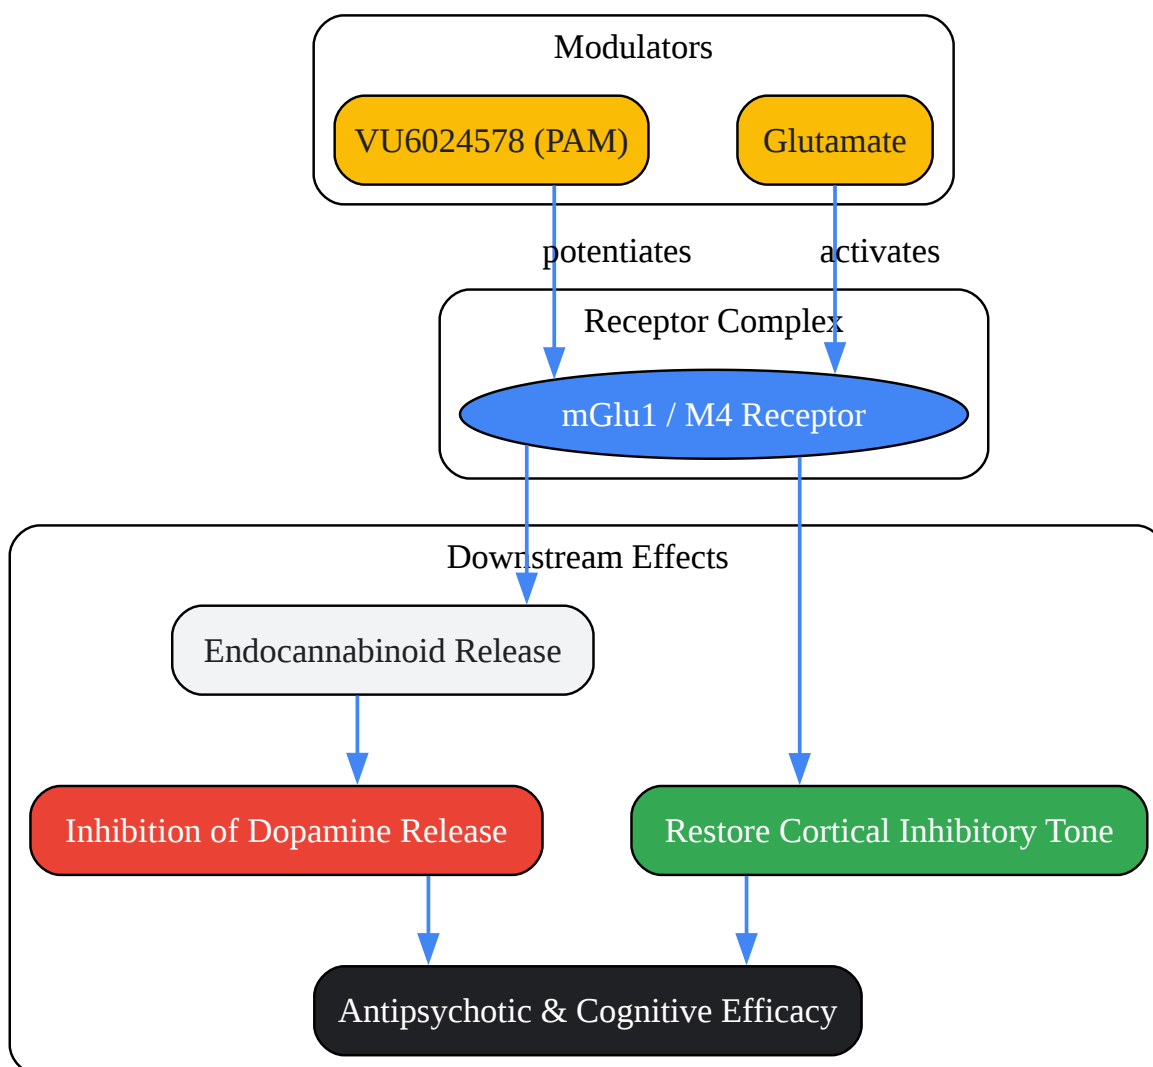 Modulators
VU6024578 (PAM)
Glutamate
potentiates
activates
Receptor Complex
mGlu1 / M4 Receptor
Downstream Effects
Endocannabinoid Release
Inhibition of Dopamine Release
Restore Cortical Inhibitory Tone
Antipsychotic & Cognitive Efficacy